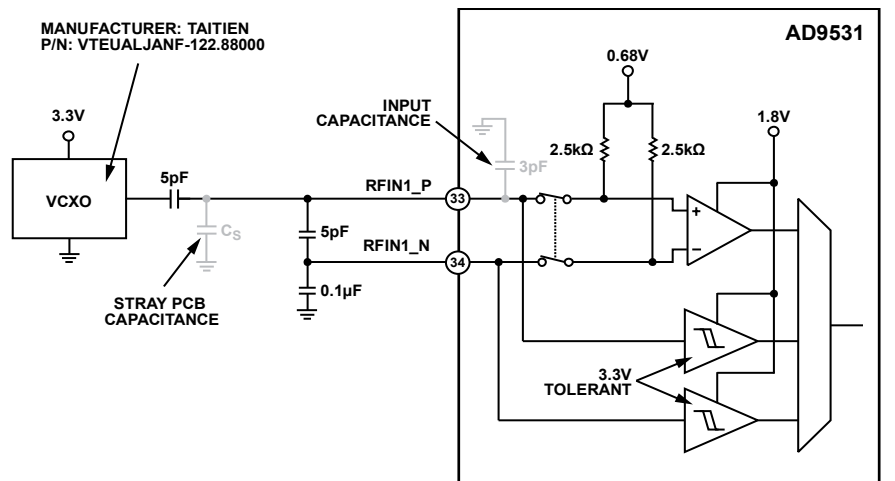 MANUFACTURER: TAITIEN
P/N: VTEUALJANF-122.88000
AD9531
0.68V
INPUT
CAPACITANCE
1.8V
3.3V
2.5kΩ
2.5kΩ
3pF
5pF
VCXO
RFIN1_P
33
+
CS
5pF
RFIN1_N
34
−
0.1µF
STRAY PCB
CAPACITANCE
3.3V
TOLERANT